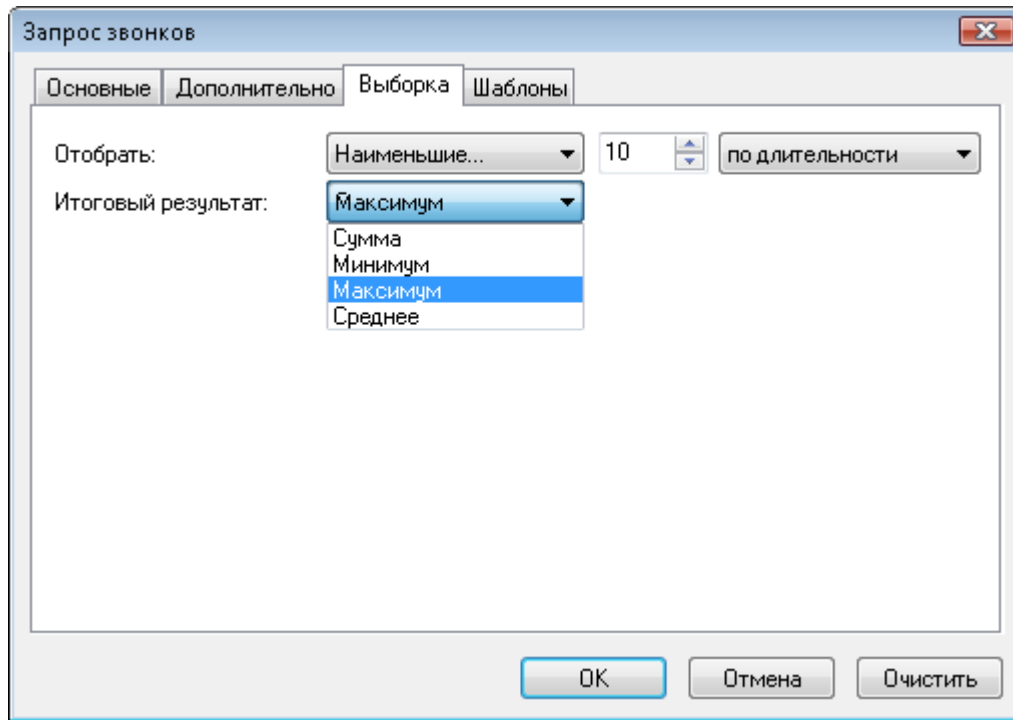 Запрос звонков
Основные Дополнительно Выборка Шаблоны
Отобрать: Наименьшие... 10 по длительности
Итоговый результат: Максимум
Сумма
Минимум
Максимум
Среднее
OK Отмена Очистить